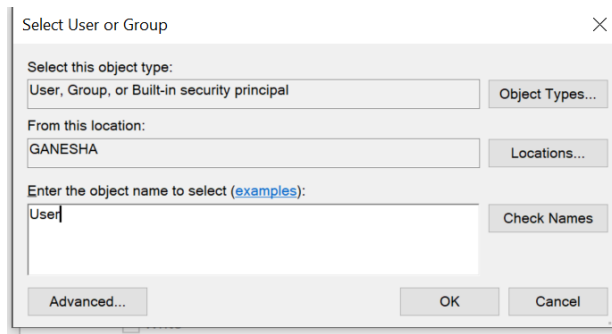 Select User or Group
Select this object type:
User, Group, or Built-in security principal
Object Types...
From this location:
GANESHA
Locations...
Enter the object name to select (examples):
User
Check Names
Advanced...
OK
Cancel